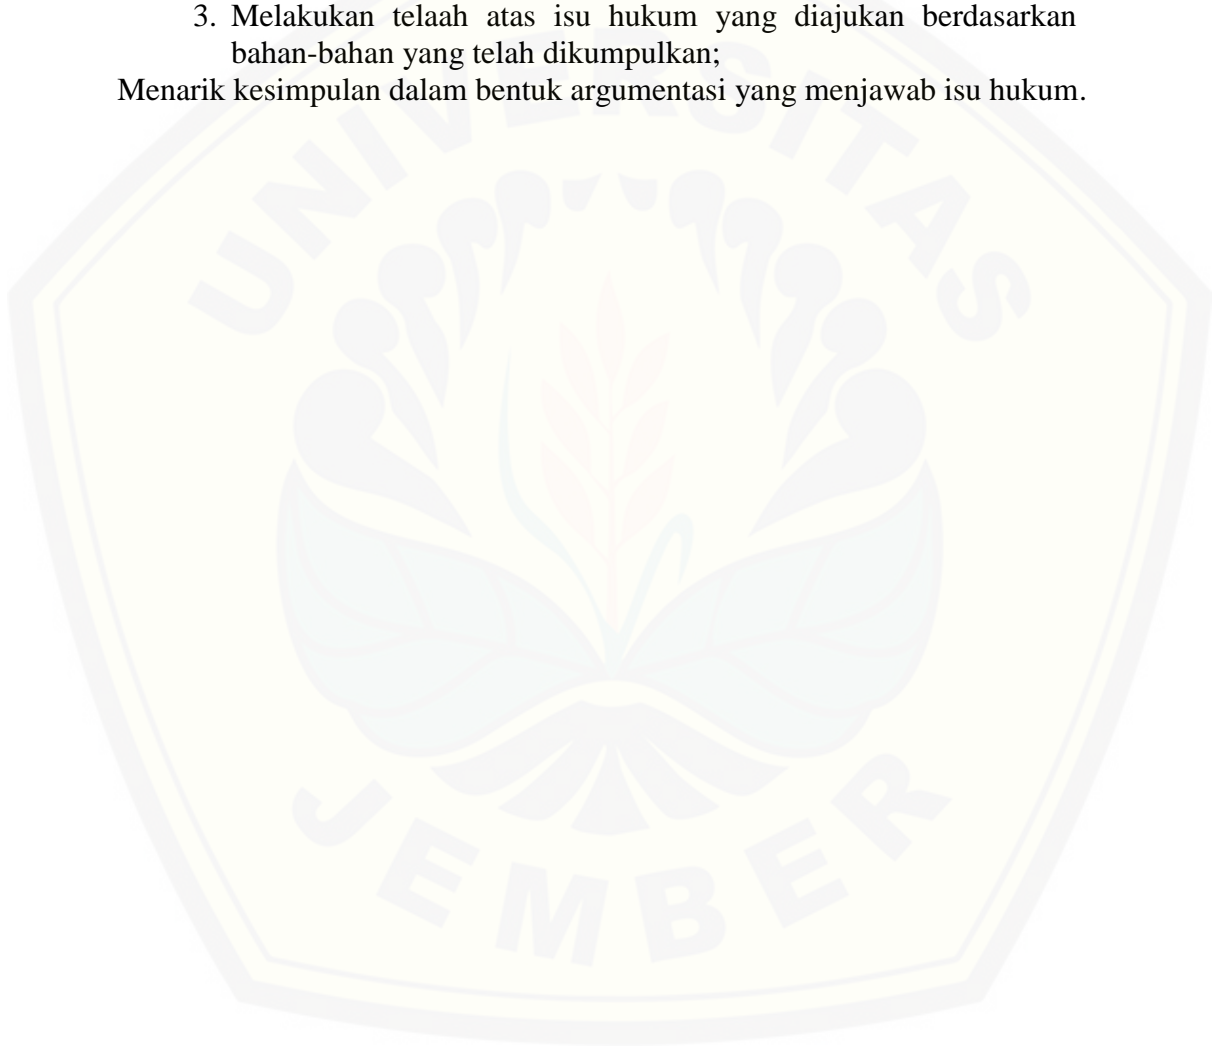 3. Melakukan telaah atas isu hukum yang diajukan berdasarkan
bahan-bahan yang telah dikumpulkan;
Menarik kesimpulan dalam bentuk argumentasi yang menjawab isu hukum.
UNIVERSITAS
JEMBER